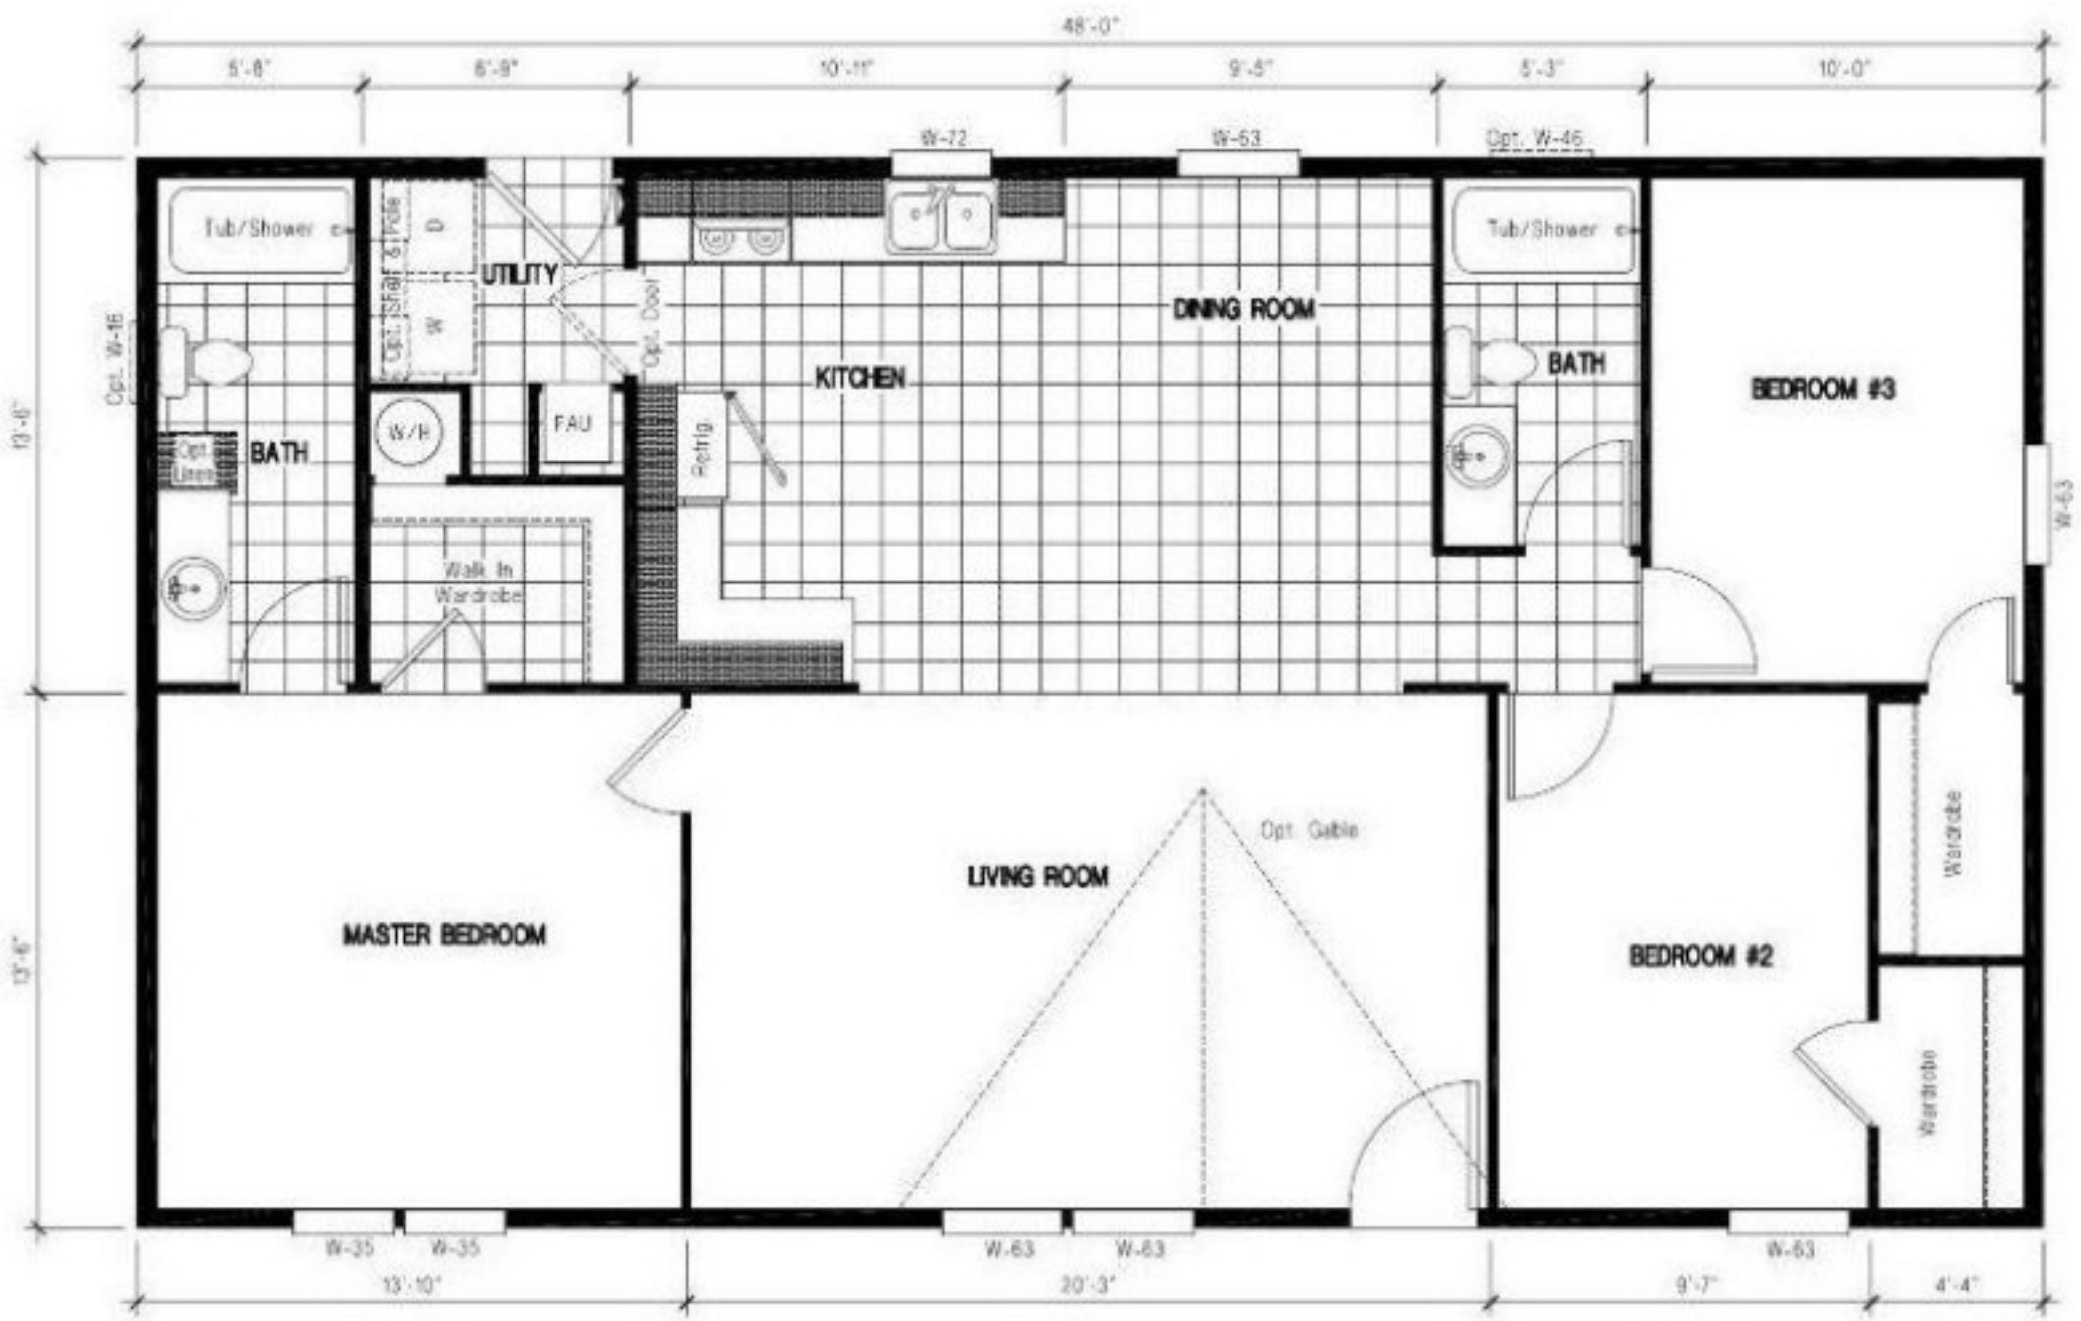 48'-0"
5'-8" 6'-9" 10'-11" 9'-5" 5'-3" 10'-0"
W-72 W-63 Opt. W-46
Tub/Shower
Opt. Shelf & Pole
D
W
UTILITY
Opt. Door
Tub/Shower
DINING ROOM
KITCHEN
BATH
BEDROOM #3
Opt. W-16
13'-6"
BATH
Opt.
Linen
W/H
FAU
Refrig.
W-63
Walk In
Wardrobe
Opt. Gable
LIVING ROOM
MASTER BEDROOM
BEDROOM #2
Wardrobe
Wardrobe
13'-6"
W-35 W-35 W-63 W-63 W-63
13'-10" 20'-3" 9'-7" 4'-4"